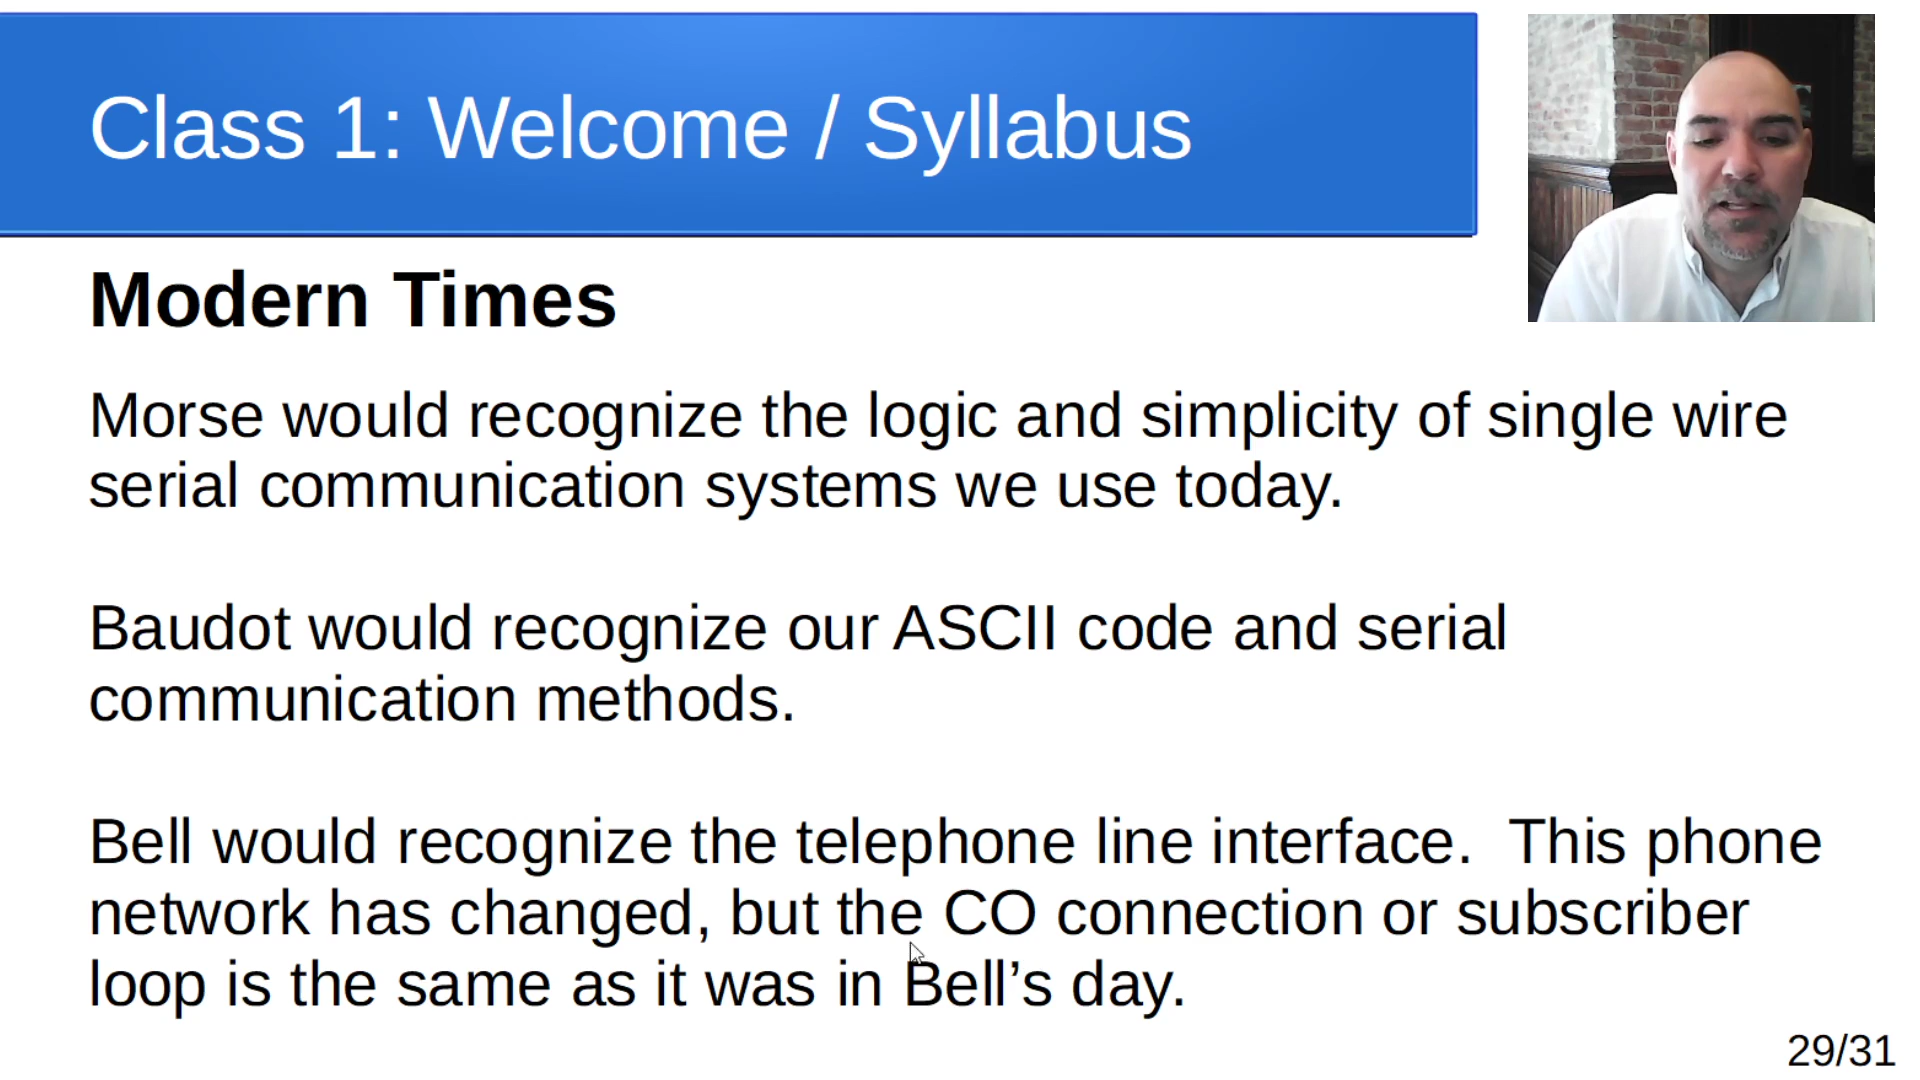 Class 1: Welcome / Syllabus
Modern Times
Morse would recognize the logic and simplicity of single wire
serial communication systems we use today.
Baudot would recognize our ASCII code and serial
communication methods.
Bell would recognize the telephone line interface.  This phone
network has changed, but the CO connection or subscriber
loop is the same as it was in Bell’s day.
29/31